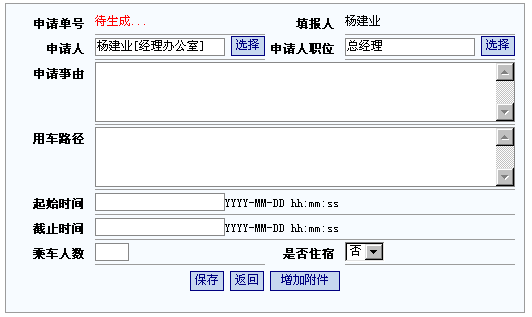 申请单号 待生成... 填报人 杨建业
申请人 杨建业[经理办公室] 选择 申请人职位 总经理 选择
申请事由
用车路径
起始时间 YYYY-MM-DD hh:mm:ss
截止时间 YYYY-MM-DD hh:mm:ss
乘车人数 是否住宿 否
保存 返回 增加附件